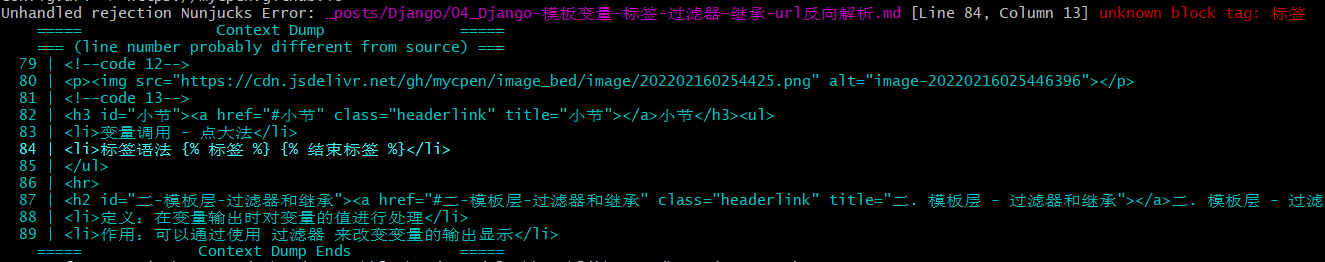 Unhandled rejection Nunjucks Error: _posts/Django/04_Django-模板变量-标签-过滤器-继承-url反向解析.md [Line 84, Column 13] unknown block tag: 标签
===== Context Dump =====
=== (line number probably different from source) ===
79 | <!--code 12-->
80 | <p><img src="https://cdn.jsdelivr.net/gh/mycpen/image_bed/image/202202160254425.png" alt="image-20220216025446396"></p>
81 | <!--code 13-->
82 | <h3 id="小节"><a href="#小节" class="headerlink" title="小节"></a>小节</h3><ul>
83 | <li>变量调用 - 点大法</li>
84 | <li>标签语法 {% 标签 %} {% 结束标签 %}</li>
85 | </ul>
86 | <hr>
87 | <h2 id="二-模板层-过滤器和继承"><a href="#二-模板层-过滤器和继承" class="headerlink" title="二. 模板层 - 过滤器和继承"></a>二. 模板层 - 过滤
88 | <li>定义：在变量输出时对变量的值进行处理</li>
89 | <li>作用：可以通过使用 过滤器 来改变变量的输出显示</li>
===== Context Dump Ends =====